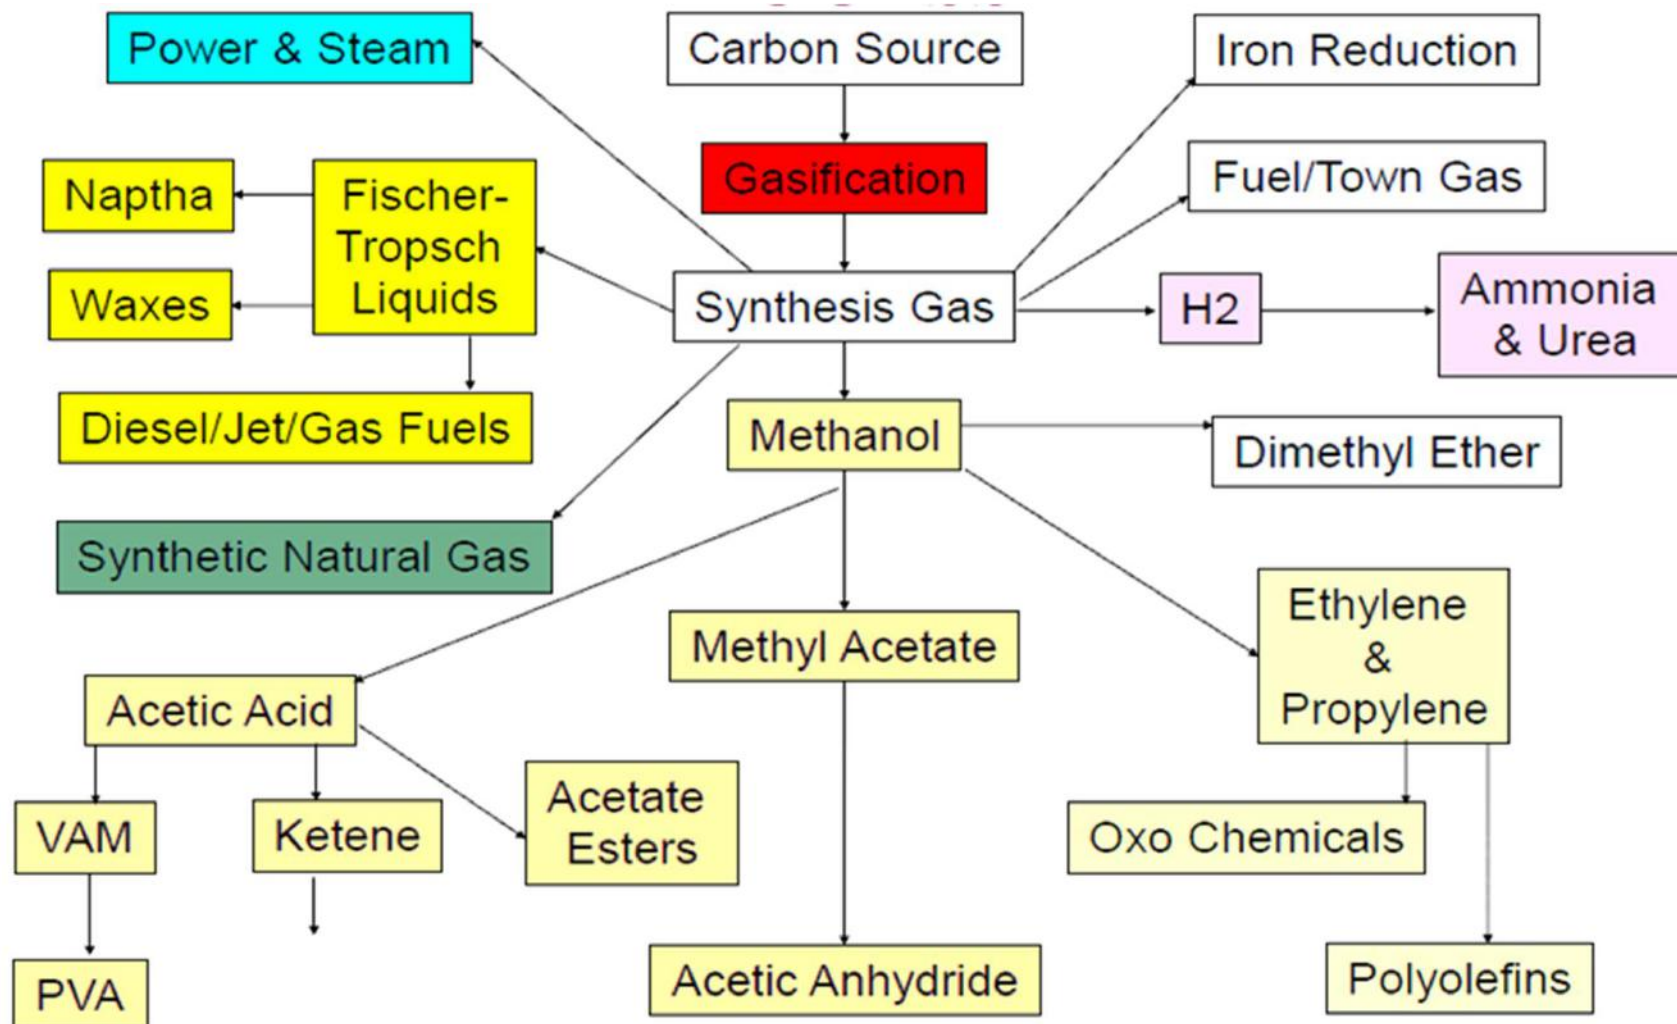 Power & Steam
Carbon Source
Iron Reduction
Gasification
Fuel/Town Gas
Naptha
Fischer-
Tropsch
Liquids
Waxes
Synthesis Gas
H2
Ammonia
& Urea
Diesel/Jet/Gas Fuels
Methanol
Dimethyl Ether
Synthetic Natural Gas
Methyl Acetate
Ethylene
&
Propylene
Acetic Acid
VAM
Ketene
Acetate
Esters
Oxo Chemicals
PVA
Acetic Anhydride
Polyolefins